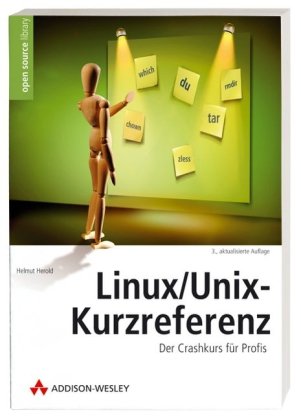 open source library
which
du
rmdir
chown
tar
zless
3., aktualisierte Auflage
Helmut Herold
Linux/Unix-
Kurzreferenz
Der Crashkurs für Profis
ADDISON-WESLEY